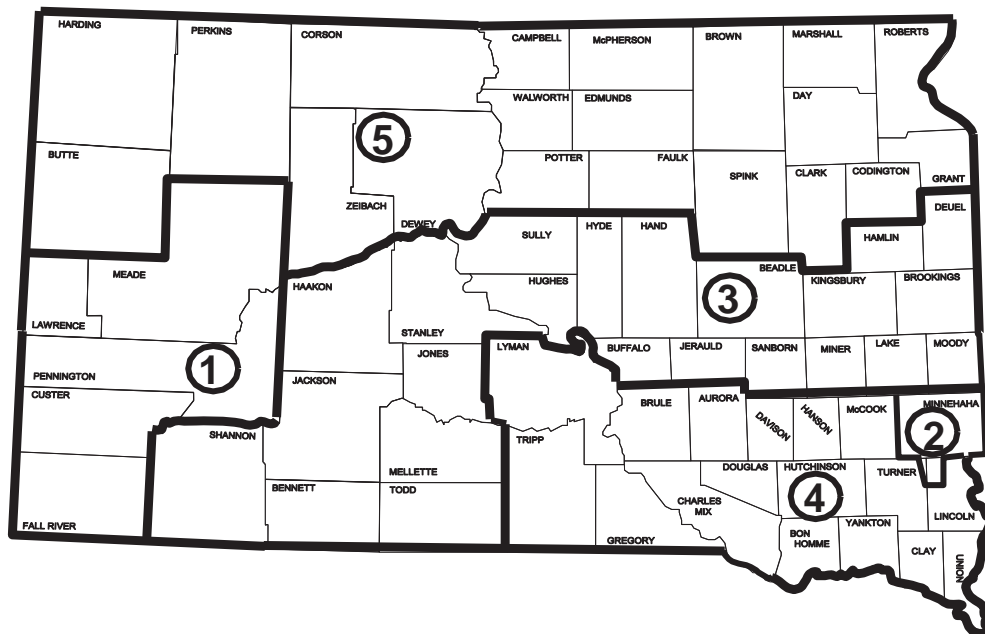 HARDING
PERKINS
CORSON
CAMPBELL
McPHERSON
BROWN
MARSHALL
ROBERTS
WALWORTH
EDMUNDS
DAY
5
BUTTE
POTTER
FAULK
SPINK
CLARK
CODINGTON
GRANT
ZEIBACH
DEWEY
SULLY
HYDE
HAND
HAMLIN
DEUEL
MEADE
HAAKON
HUGHES
BEADLE
KINGSBURY
BROOKINGS
3
LAWRENCE
STANLEY
LYMAN
BUFFALO
JERAULD
SANBORN
MINER
LAKE
MOODY
1
JONES
PENNINGTON
JACKSON
CUSTER
BRULE
AURORA
DAVISON
HANSON
McCOOK
MINNEHAHA
2
SHANNON
TRIPP
MELLETTE
DOUGLAS
HUTCHINSON
TURNER
BENNETT
TODD
4
CHARLES
MIX
LINCOLN
FALL RIVER
GREGORY
BON
HOMME
YANKTON
CLAY
UNION